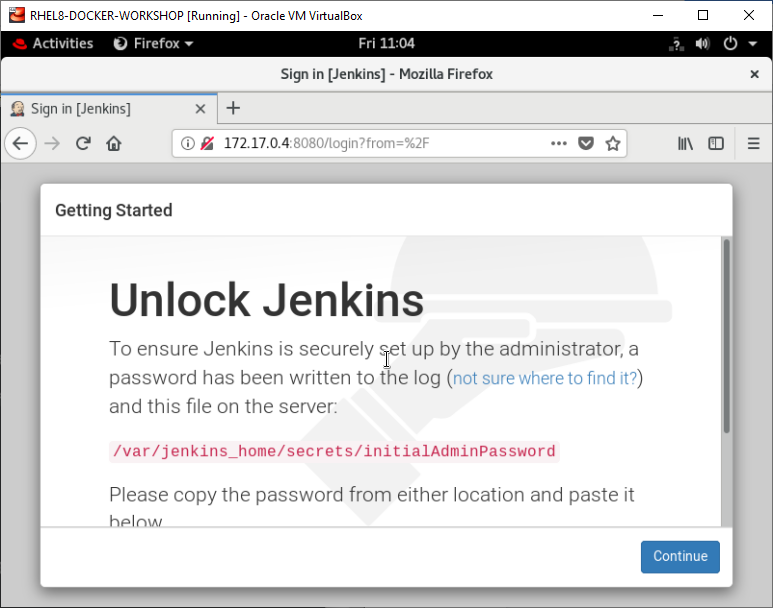 RHEL8-DOCKER-WORKSHOP [Running] - Oracle VM VirtualBox
Activities Firefox Fri 11:04
Sign in [Jenkins] - Mozilla Firefox
Sign in [Jenkins]
172.17.0.4:8080/login?from=%2F
Getting Started
Unlock Jenkins
To ensure Jenkins is securely set up by the administrator, a
password has been written to the log (not sure where to find it?)
and this file on the server:
/var/jenkins_home/secrets/initialAdminPassword
Please copy the password from either location and paste it
below.
Continue